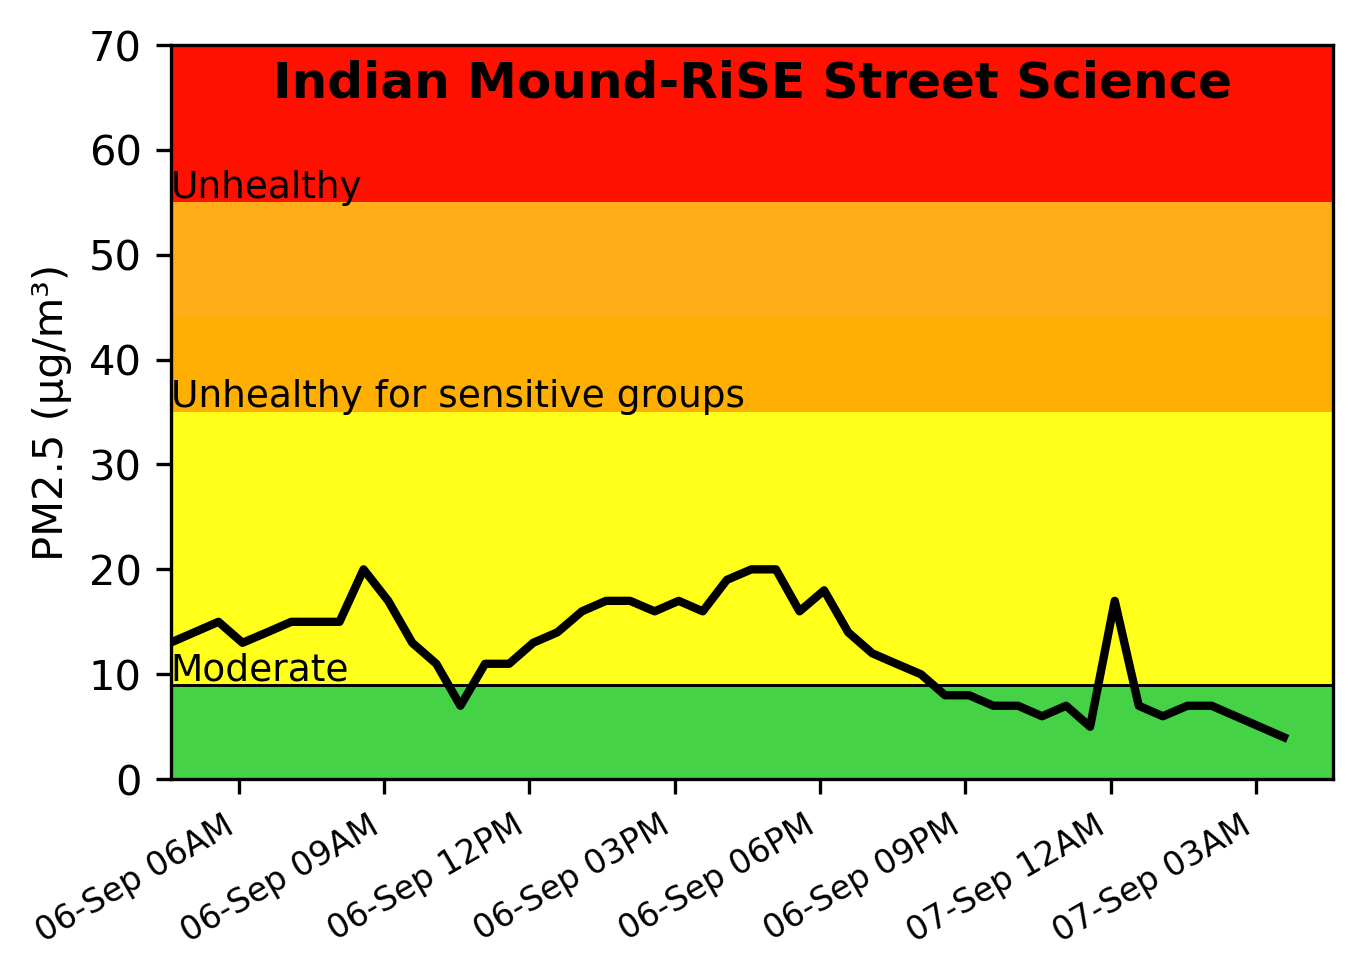 Indian Mound-RiSE Street Science
PM2.5 (µg/m³)
70
60
50
40
30
20
10
0
Unhealthy
Unhealthy for sensitive groups
Moderate
06-Sep 06AM
06-Sep 09AM
06-Sep 12PM
06-Sep 03PM
06-Sep 06PM
06-Sep 09PM
07-Sep 12AM
07-Sep 03AM